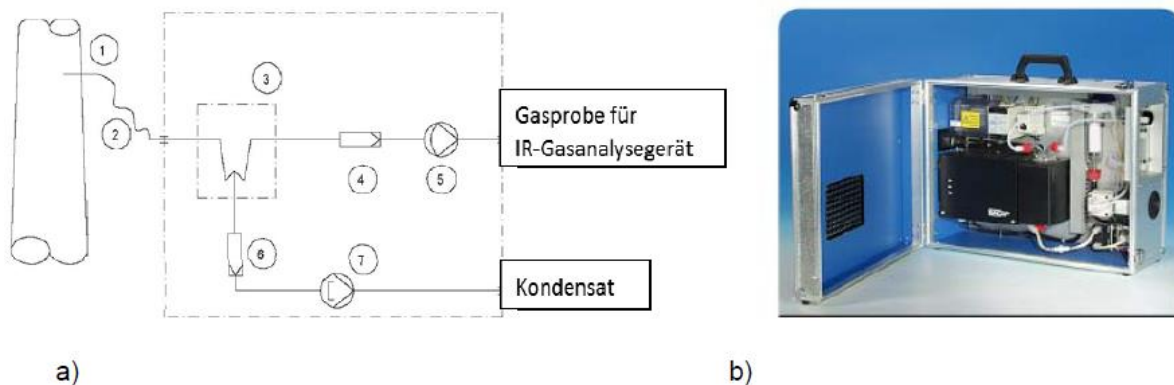 1
2
3
4
5
6
7
Gasprobe für
IR-Gasanalysegerät
Kondensat
a)
b)